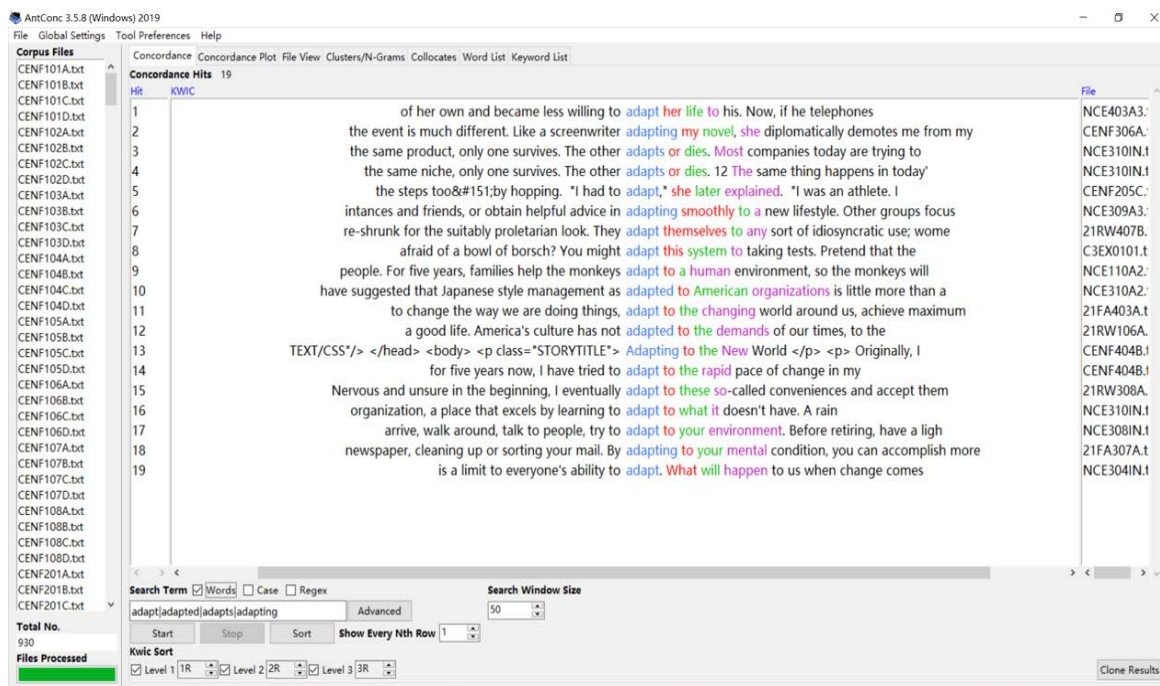 AntConc 3.5.8 (Windows) 2019
File Global Settings Tool Preferences Help
Corpus Files
CENF101A.txt
CENF101B.txt
CENF101C.txt
CENF101D.txt
CENF102A.txt
CENF102B.txt
CENF102C.txt
CENF102D.txt
CENF103A.txt
CENF103B.txt
CENF103C.txt
CENF103D.txt
CENF104A.txt
CENF104B.txt
CENF104C.txt
CENF104D.txt
CENF105A.txt
CENF105B.txt
CENF105C.txt
CENF105D.txt
CENF106A.txt
CENF106B.txt
CENF106C.txt
CENF106D.txt
CENF107A.txt
CENF107B.txt
CENF107C.txt
CENF107D.txt
CENF108A.txt
CENF108B.txt
CENF108C.txt
CENF108D.txt
CENF201A.txt
CENF201B.txt
CENF201C.txt
Total No.
930
Files Processed
Concordance Concordance Plot File View Clusters/N-Grams Collocates Word List Keyword List
Concordance Hits 19
Hit KWIC File
1 of her own and became less willing to adapt her life to his. Now, if he telephones NCE403A3.
2 the event is much different. Like a screenwriter adapting my novel, she diplomatically demotes me from my CENF306A.
3 the same product, only one survives. The other adapts or dies. Most companies today are trying to NCE310IN.t
4 the same niche, only one survives. The other adapts or dies. 12 The same thing happens in today' NCE310IN.t
5 the steps too&#151;by hopping. "I had to adapt," she later explained. "I was an athlete. I CENF205C.
6 intances and friends, or obtain helpful advice in adapting smoothly to a new lifestyle. Other groups focus NCE309A3.
7 re-shrunk for the suitably proletarian look. They adapt themselves to any sort of idiosyncratic use; wome 21RW407B.
8 afraid of a bowl of borsch? You might adapt this system to taking tests. Pretend that the C3EX0101.t
9 people. For five years, families help the monkeys adapt to a human environment, so the monkeys will NCE110A2.
10 have suggested that Japanese style management as adapted to American organizations is little more than a NCE310A2.
11 to change the way we are doing things, adapt to the changing world around us, achieve maximum 21FA403A.t
12 a good life. America's culture has not adapted to the demands of our times, to the 21RW106A.
13 TEXT/CSS"/> </head> <body> <p class="STORYTITLE"> Adapting to the New World </p> <p> Originally, I CENF404B.t
14 for five years now, I have tried to adapt to the rapid pace of change in my CENF404B.t
15 Nervous and unsure in the beginning, I eventually adapt to these so-called conveniences and accept them 21RW308A.
16 organization, a place that excels by learning to adapt to what it doesn't have. A rain NCE310IN.t
17 arrive, walk around, talk to people, try to adapt to your environment. Before retiring, have a ligh NCE308IN.t
18 newspaper, cleaning up or sorting your mail. By adapting to your mental condition, you can accomplish more 21FA307A.t
19 is a limit to everyone's ability to adapt. What will happen to us when change comes NCE304IN.t
Search Term Words Case Regex Search Window Size
adapt|adapted|adapts|adapting Advanced 50
Start Stop Sort Show Every Nth Row 1
Kwic Sort
Level 1 1R Level 2 2R Level 3 3R Clone Results